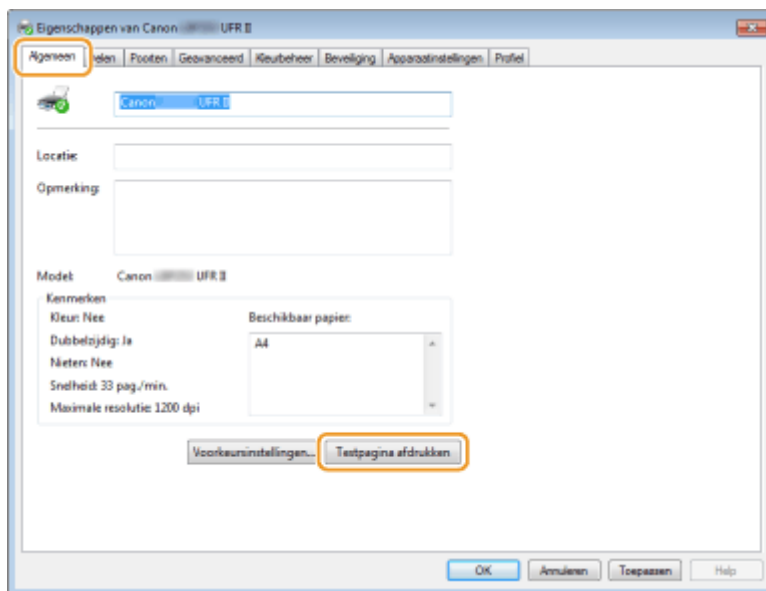 Eigenschappen van Canon UFR II
Algemeen Delen Poorten Geavanceerd Kleurbeheer Beveiliging Apparaatinstellingen Profiel
Canon UFR II
Locatie:
Opmerking:
Model: Canon UFR II
Kenmerken
Kleur: Nee Beschikbaar papier:
Dubbelzijdig: Ja A4
Nieten: Nee
Snelheid: 33 pag./min.
Maximale resolutie: 1200 dpi
Voorkeursinstellingen... Testpagina afdrukken
OK Annuleren Toepassen Help